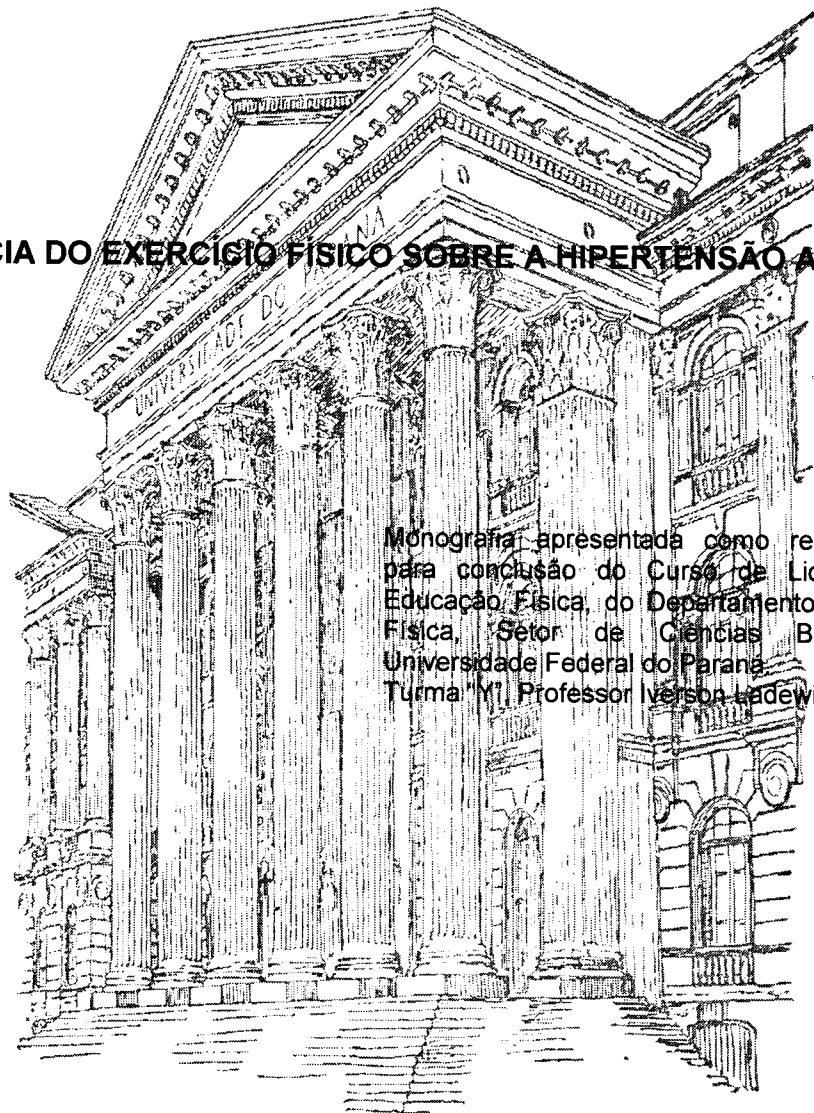 CIA DO EXERCÍCIO FÍSICO SOBRE A HIPERTENSÃO A
UNIVERSIDADE DO PARANÁ
Monografia apresentada como re
para conclusão do Curso de Lic
Educação Física, do Departamento
Física, Setor de Ciências B
Universidade Federal do Paraná.
Turma "Y", Professor Iverson Ladewi